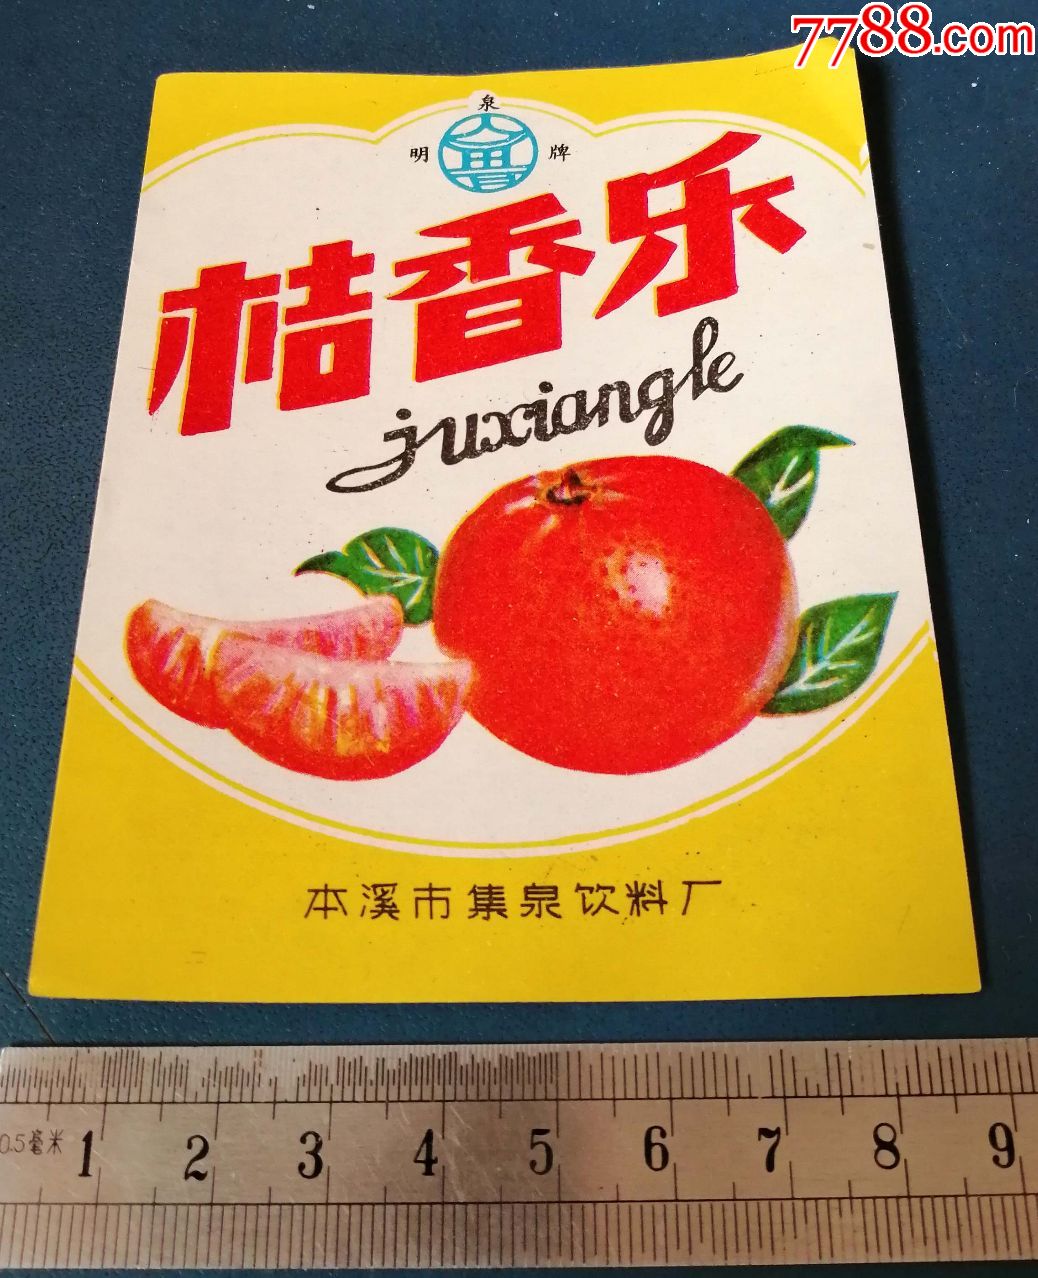 7788.com
泉
明 牌
桔香乐
juxiangle
本溪市集泉饮料厂
0.5毫米 1 2 3 4 5 6 7 8 9